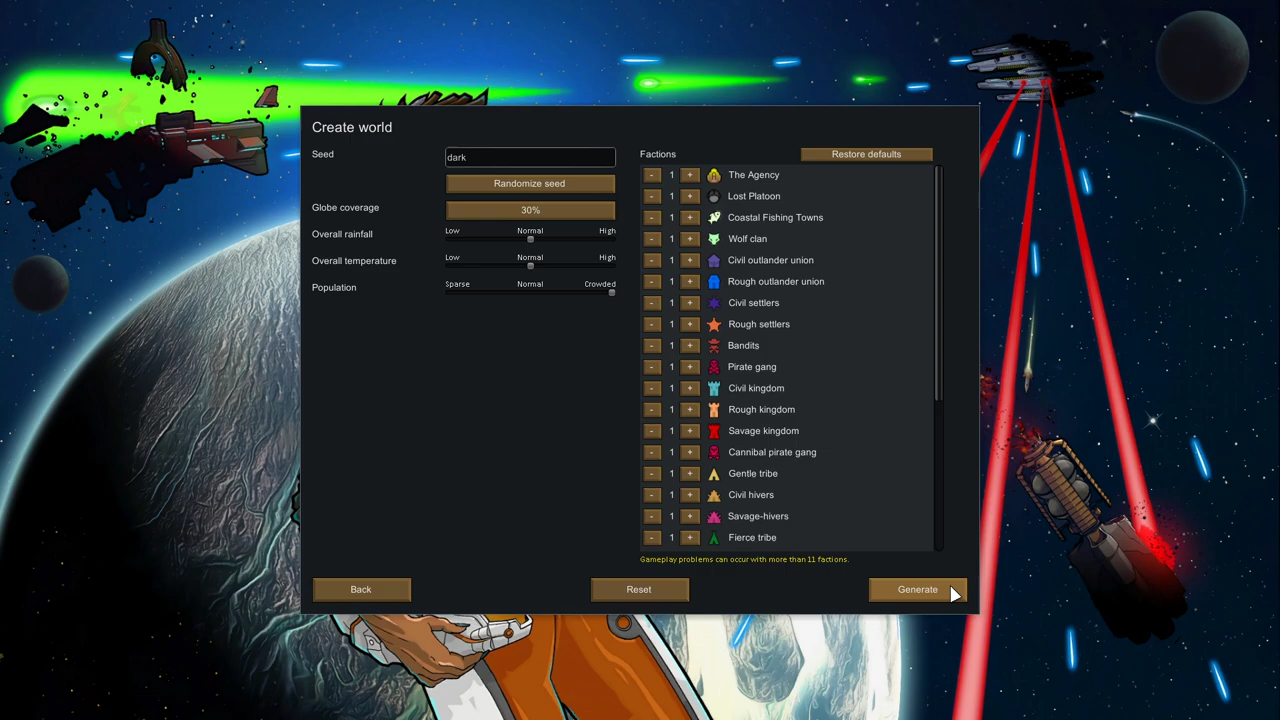 Create world
Seed
dark
Randomize seed
Globe coverage
30%
Overall rainfall
Low Normal High
Overall temperature
Low Normal High
Population
Sparse Normal Crowded
Factions
Restore defaults
- 1 + The Agency
- 1 + Lost Platoon
- 1 + Coastal Fishing Towns
- 1 + Wolf clan
- 1 + Civil outlander union
- 1 + Rough outlander union
- 1 + Civil settlers
- 1 + Rough settlers
- 1 + Bandits
- 1 + Pirate gang
- 1 + Civil kingdom
- 1 + Rough kingdom
- 1 + Savage kingdom
- 1 + Cannibal pirate gang
- 1 + Gentle tribe
- 1 + Civil hivers
- 1 + Savage-hivers
- 1 + Fierce tribe
Gameplay problems can occur with more than 11 factions.
Back
Reset
Generate